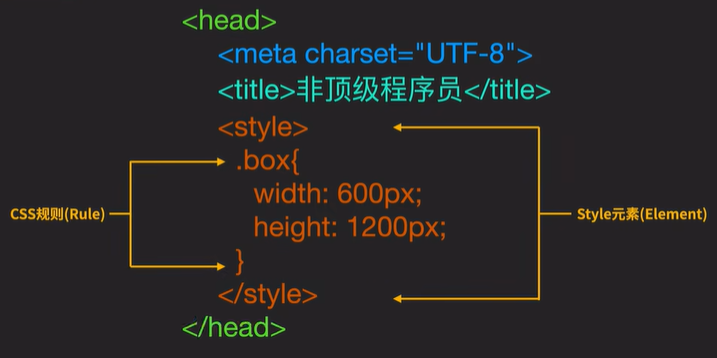 <head>
<meta charset="UTF-8">
<title>非顶级程序员</title>
<style>
.box{
width: 600px;
CSS规则(Rule)
Style元素(Element)
height: 1200px;
}
</style>
</head>